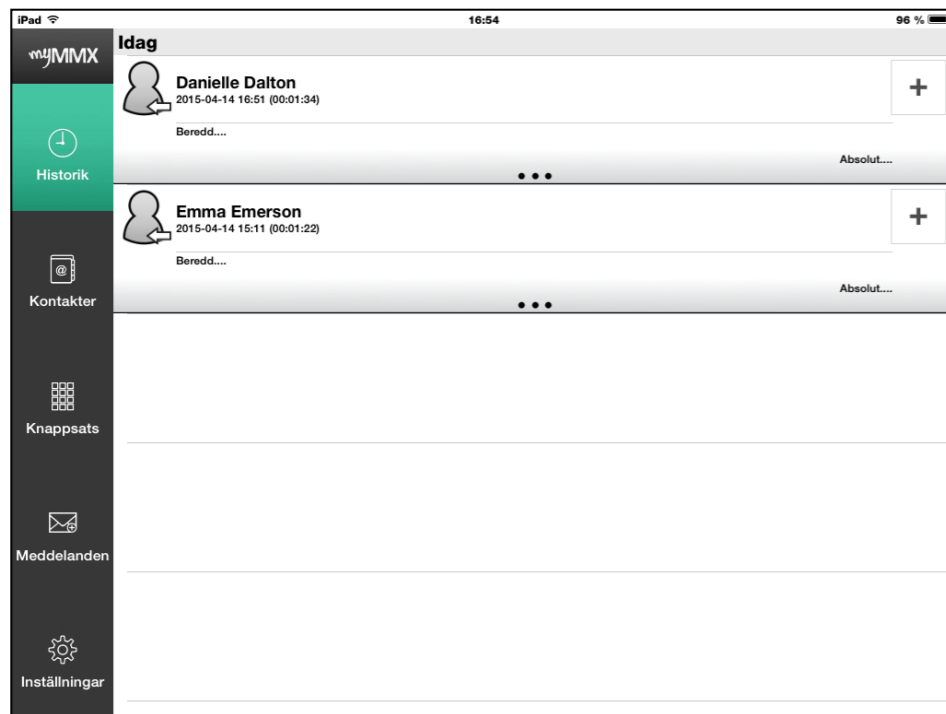 iPad 16:54 96 %
myMMX
Idag
Danielle Dalton
2015-04-14 16:51 (00:01:34)
+
Beredd....
Absolut....
•••
Historik
Emma Emerson
2015-04-14 15:11 (00:01:22)
+
Beredd....
Absolut....
•••
Kontakter
Knappsats
Meddelanden
Inställningar